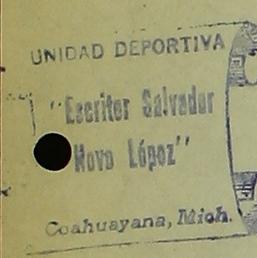 UNIDAD DEPORTIVA
"Escritor Salvador
Novo López"
Coahuayana, Mich.